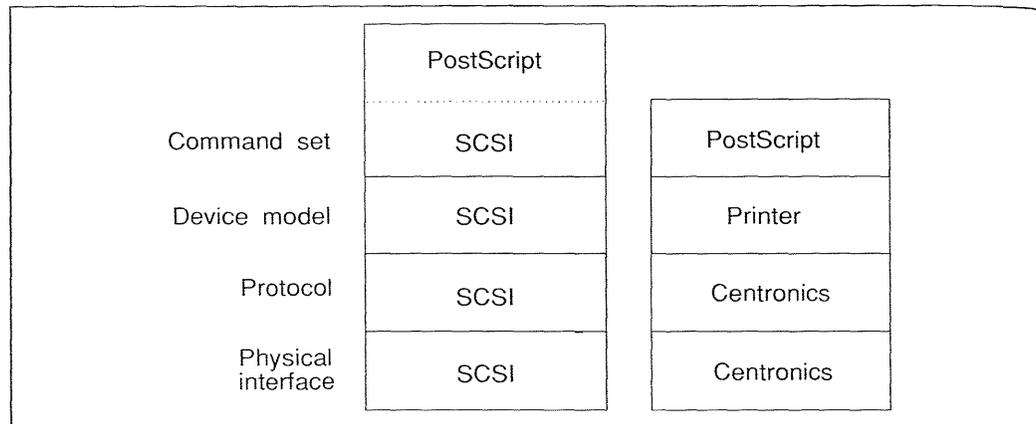 PostScript
Command set SCSI PostScript
Device model SCSI Printer
Protocol SCSI Centronics
Physical
interface SCSI Centronics